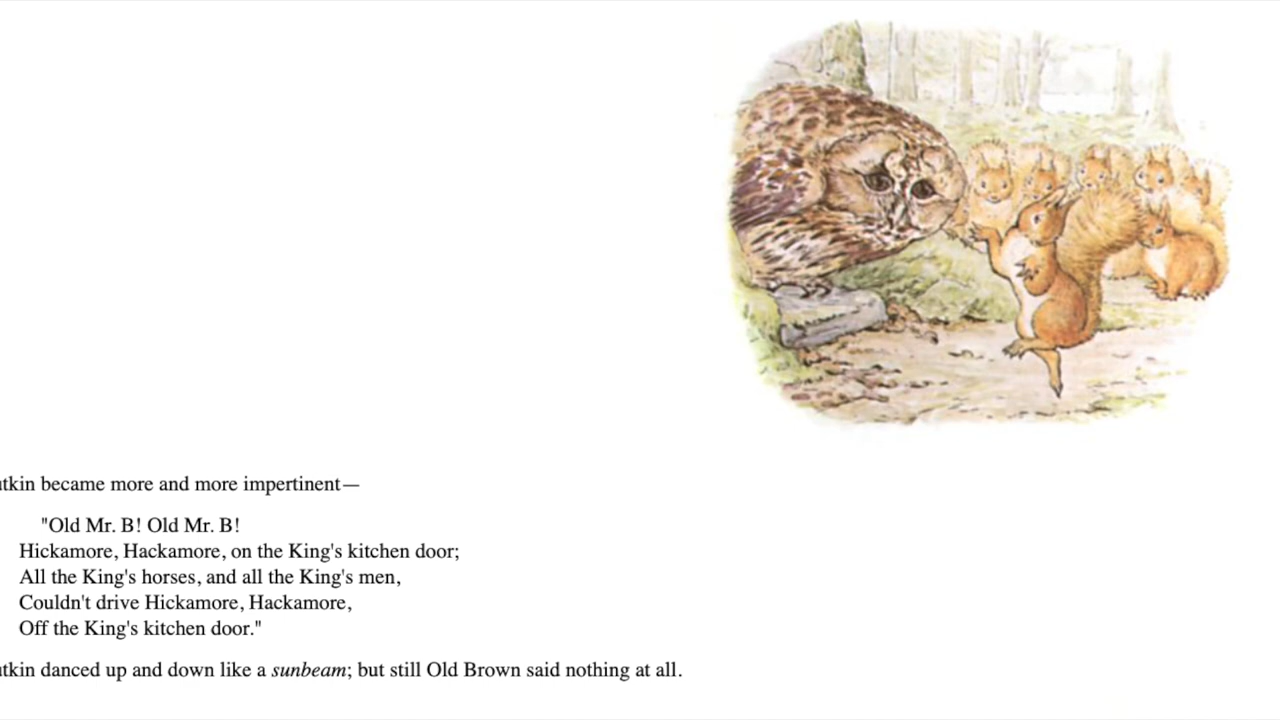 utkin became more and more impertinent—
"Old Mr. B! Old Mr. B!
Hickamore, Hackamore, on the King's kitchen door;
All the King's horses, and all the King's men,
Couldn't drive Hickamore, Hackamore,
Off the King's kitchen door."
utkin danced up and down like a sunbeam; but still Old Brown said nothing at all.